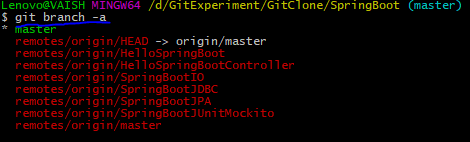 Lenovo@VAISH MINGW64 /d/GitExperiment/GitClone/SpringBoot (master)
$ git branch -a
* master
remotes/origin/HEAD -> origin/master
remotes/origin/HelloSpringBoot
remotes/origin/HelloSpringBootController
remotes/origin/SpringBootIO
remotes/origin/SpringBootJDBC
remotes/origin/SpringBootJPA
remotes/origin/SpringBootJUnitMockito
remotes/origin/master